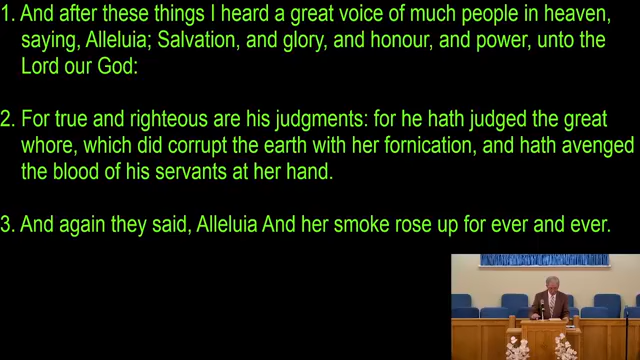 1. And after these things I heard a great voice of much people in heaven,
saying, Alleluia; Salvation, and glory, and honour, and power, unto the
Lord our God:
2. For true and righteous are his judgments: for he hath judged the great
whore, which did corrupt the earth with her fornication, and hath avenged
the blood of his servants at her hand.
3. And again they said, Alleluia And her smoke rose up for ever and ever.